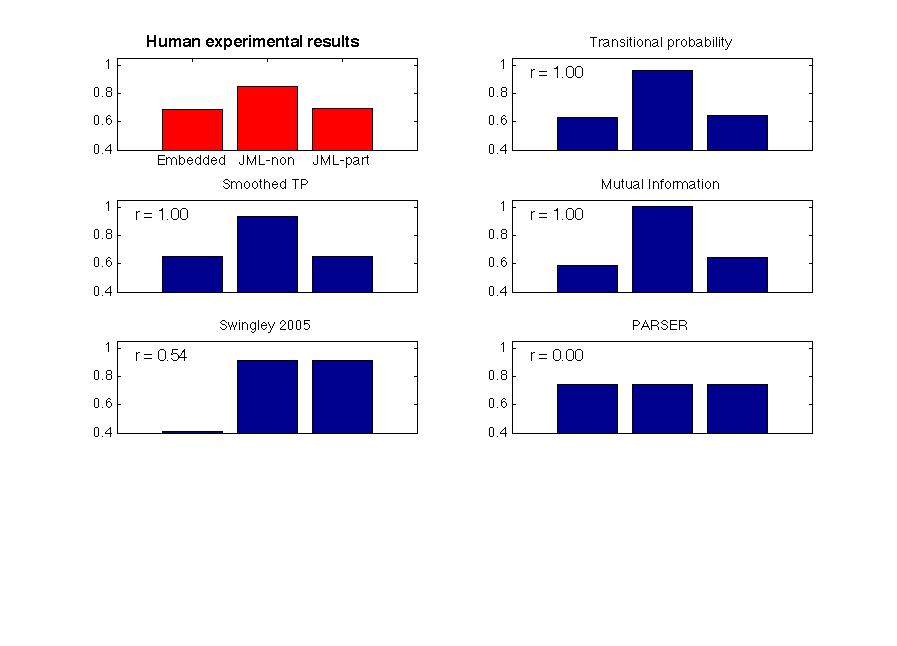 Human experimental results
1
0.8
0.6
0.4
Embedded JML-non JML-part
Transitional probability
r = 1.00
1
0.8
0.6
0.4
Smoothed TP
r = 1.00
1
0.8
0.6
0.4
Mutual Information
r = 1.00
1
0.8
0.6
0.4
Swingley 2005
r = 0.54
1
0.8
0.6
0.4
PARSER
r = 0.00
1
0.8
0.6
0.4